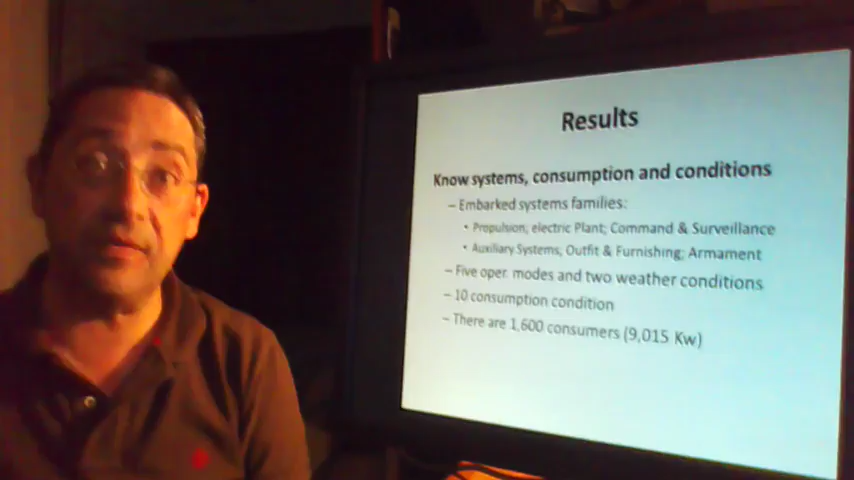 Results
Know systems, consumption and conditions
– Embarked systems families:
• Propulsion; electric Plant; Command & Surveillance
• Auxiliary Systems, Outfit & Furnishing; Armament
– Five oper. modes and two weather conditions
– 10 consumption condition
– There are 1,600 consumers (9,015 Kw)